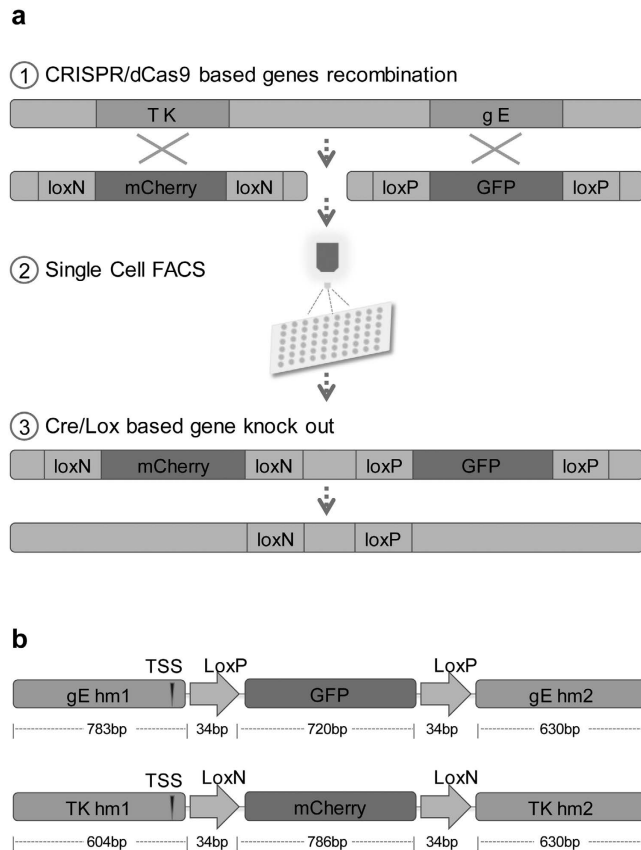 a
1 CRISPR/dCas9 based genes recombination
TK gE
loxN mCherry loxN loxP GFP loxP
2 Single Cell FACS
3 Cre/Lox based gene knock out
loxN mCherry loxN loxP GFP loxP
loxN loxP
b
TSS LoxP LoxP
gE hm1 GFP gE hm2
783bp 34bp 720bp 34bp 630bp
TSS LoxN LoxN
TK hm1 mCherry TK hm2
604bp 34bp 786bp 34bp 630bp